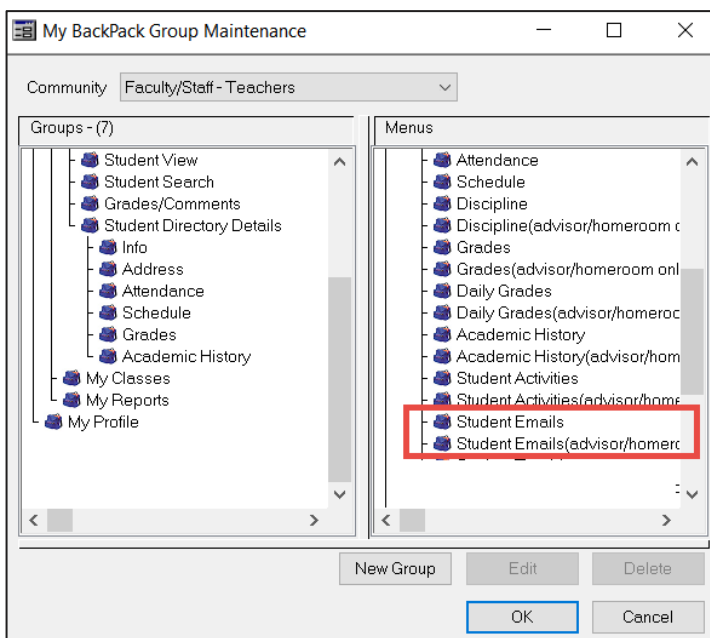 My BackPack Group Maintenance
Community Faculty/Staff - Teachers
Groups - (7)
Student View
Student Search
Grades/Comments
Student Directory Details
Info
Address
Attendance
Schedule
Grades
Academic History
My Classes
My Reports
My Profile
Menus
Attendance
Schedule
Discipline
Discipline(advisor/homeroom
Grades
Grades(advisor/homeroom onl
Daily Grades
Daily Grades(advisor/homeroo
Academic History
Academic History(advisor/hom
Student Activities
Student Activities(advisor/home
Student Emails
Student Emails(advisor/homero
New Group Edit Delete
OK Cancel